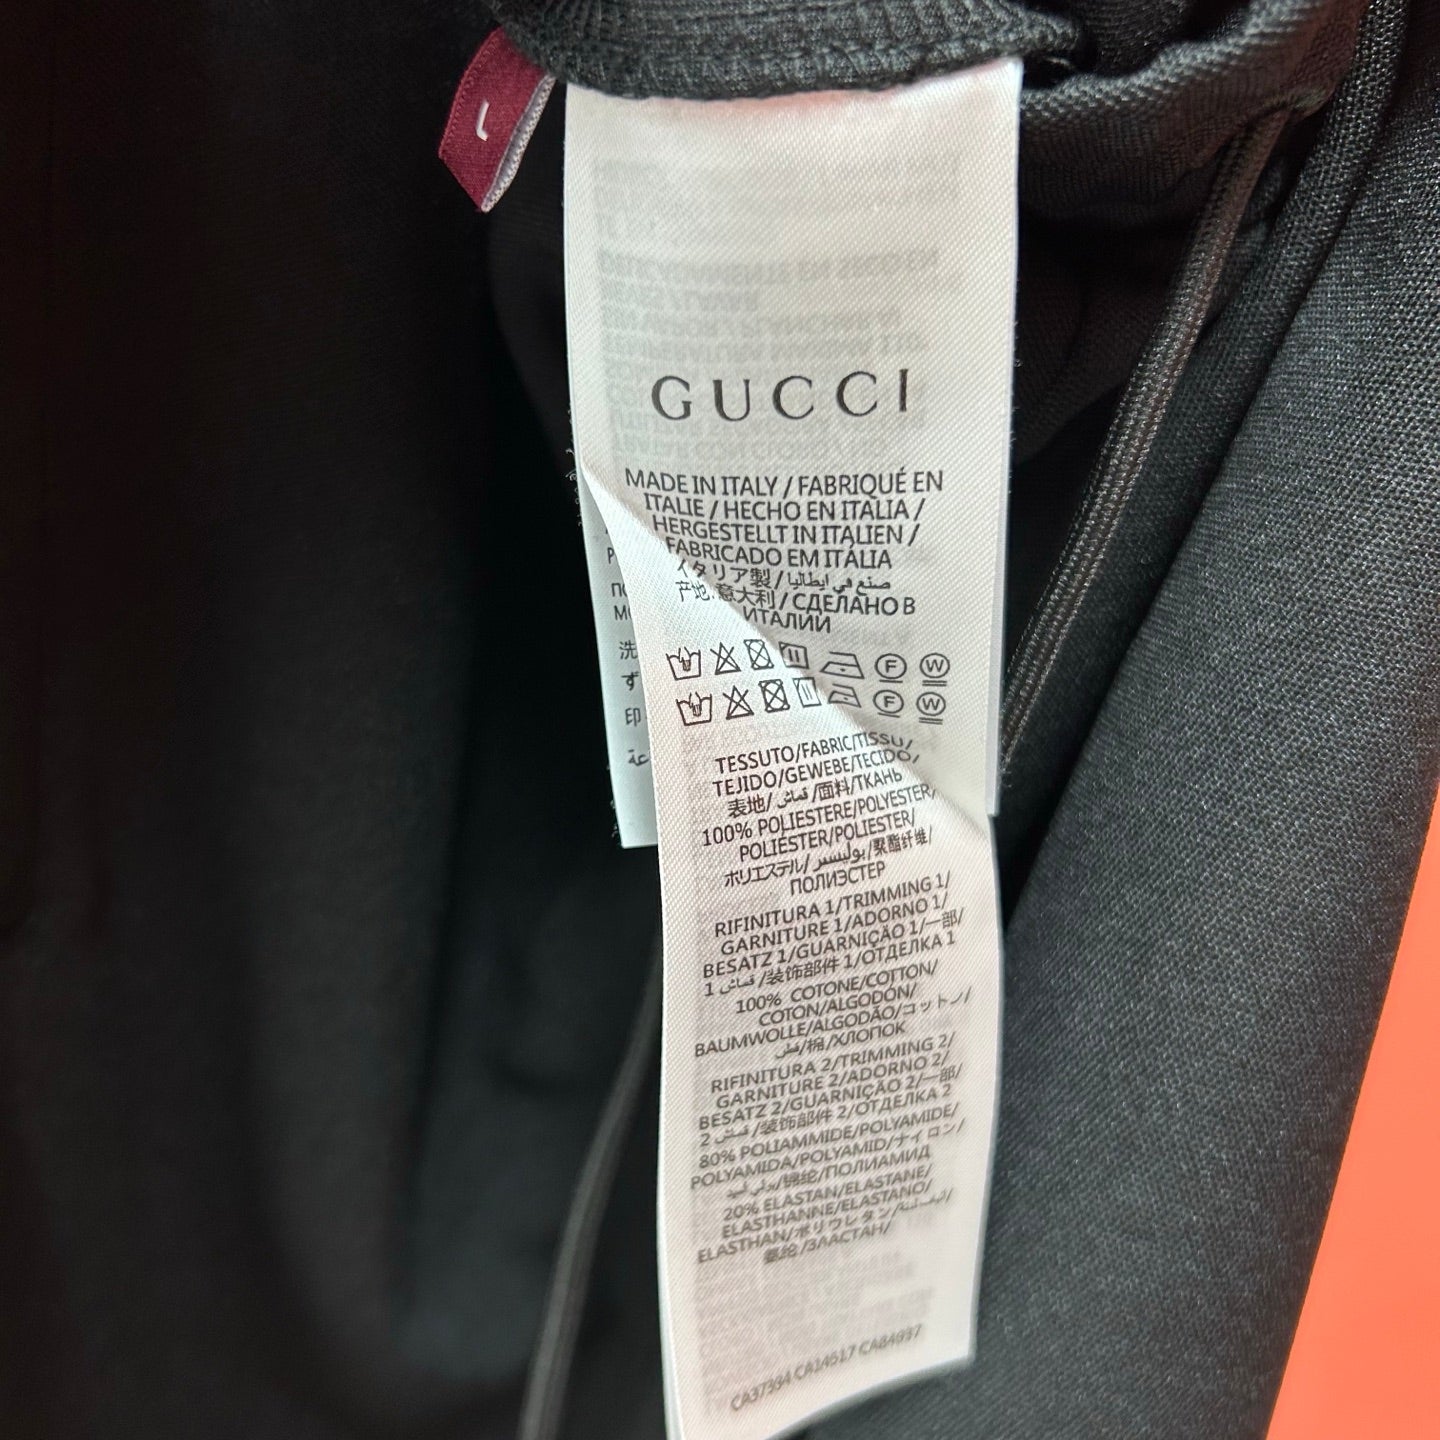 L
GUCCI
MADE IN ITALY / FABRIQUÉ EN
ITALIE / HECHO EN ITALIA /
HERGESTELLT IN ITALIEN /
FABRICADO EM ITÁLIA
イタリア製 / صنع في إيطاليا
产地: 意大利 / СДЕЛАНО В
ИТАЛИИ
F W
F W
洗
ず
印
TESSUTO/FABRIC/TISSU/
TEJIDO/GEWEBE/TECIDO/
表地/ قماش /面料/ТКАНЬ
100% POLIESTERE/POLYESTER/
POLIÉSTER/POLIESTER/
ポリエステル/ بوليستر/聚酯纤维/
ПОЛИЭСТЕР
RIFINITURA 1/TRIMMING 1/
GARNITURE 1/ADORNO 1/
BESATZ 1/GUARNIÇÃO 1/一部/
1 قماش /装饰部件 1/ОТДЕЛКА 1
100% COTONE/COTTON/
COTON/ALGODÓN/
BAUMWOLLE/ALGODÃO/コットン/
قطن/棉/ХЛОПОК
RIFINITURA 2/TRIMMING 2/
GARNITURE 2/ADORNO 2/
BESATZ 2/GUARNIÇÃO 2/一部/
2 قماش /装饰部件 2/ОТДЕЛКА 2
80% POLIAMMIDE/POLYAMIDE/
POLYAMIDA/POLYAMID/ナイロン/
/锦纶/ПОЛИАМИД
20% ELASTAN/ELASTANE/
ELASTHANNE/ELASTANO/
ELASTHAN/ポリウレタン/
氨纶/ЭЛАСТАН/
CA37394 CA14517 CA84937